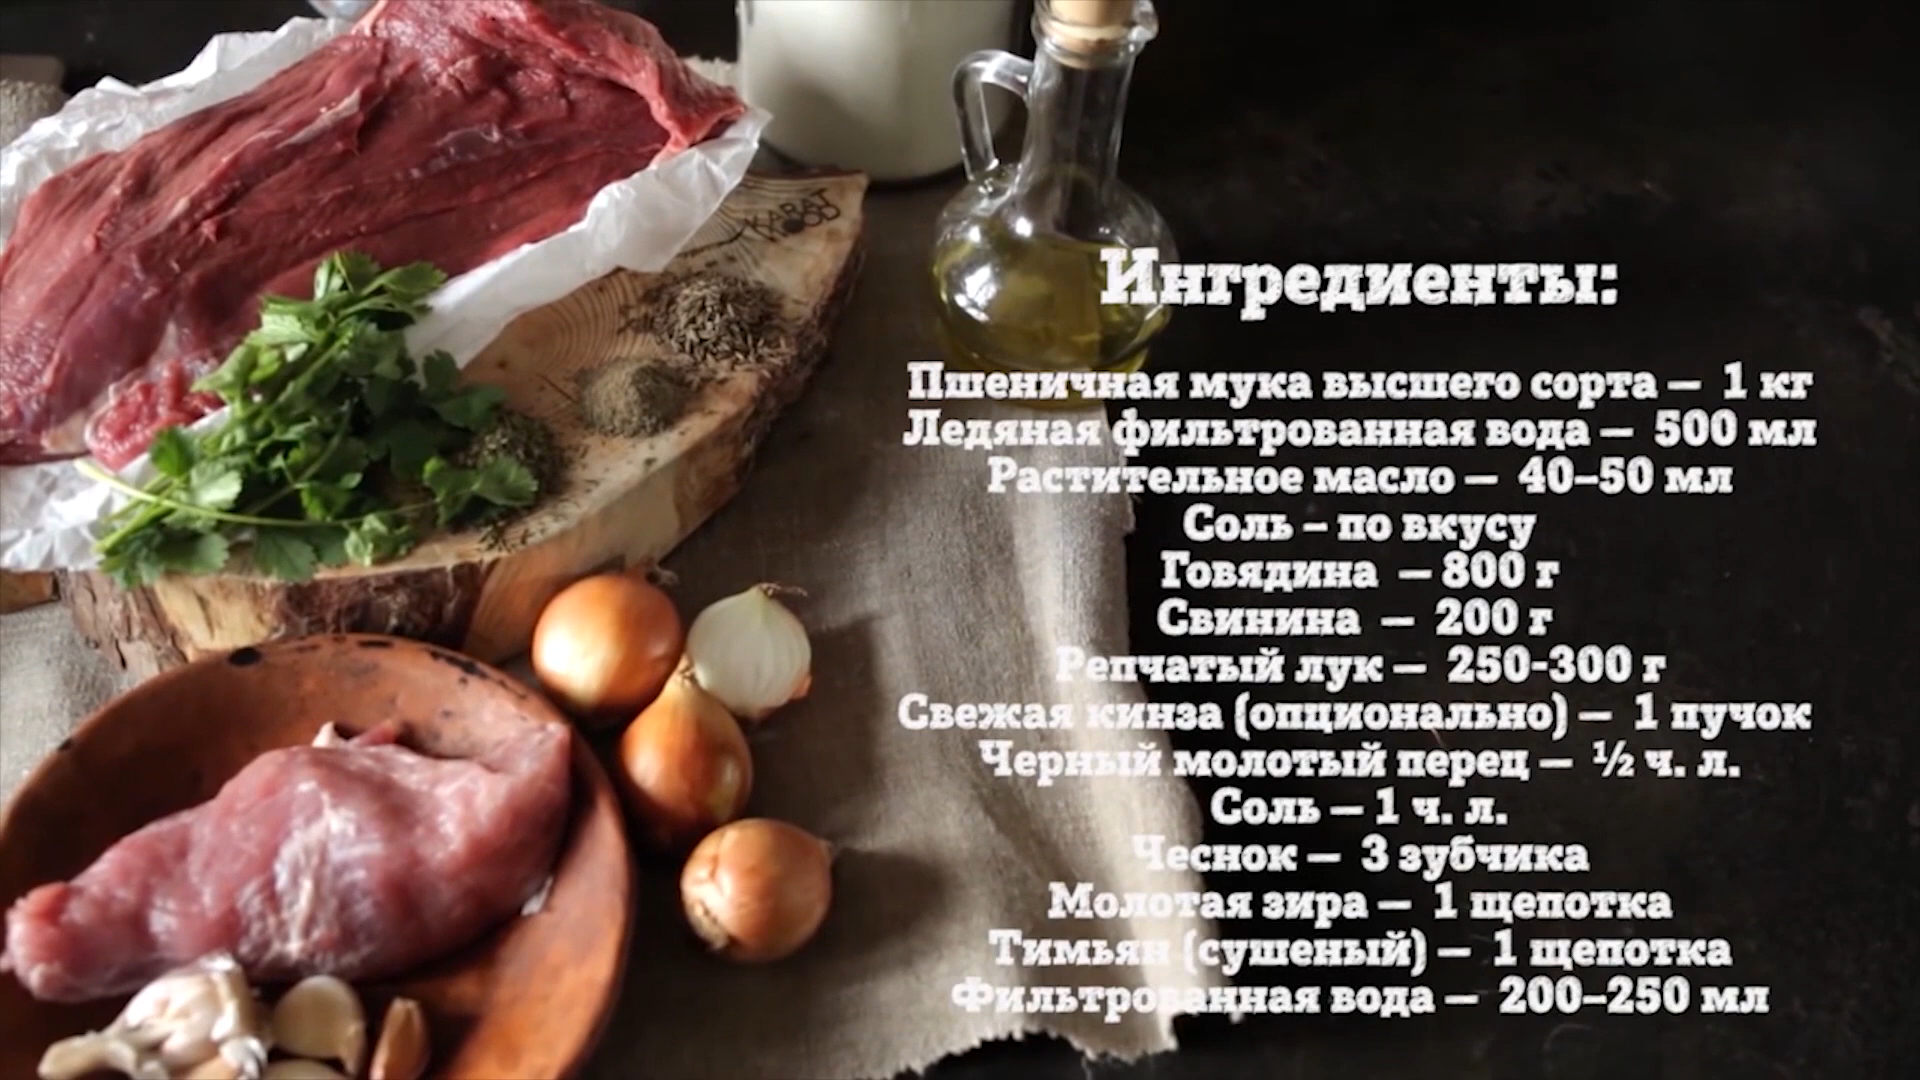 KARAT
FOOD
Ингредиенты:
Пшеничная мука высшего сорта — 1 кг
Ледяная фильтрованная вода — 500 мл
Растительное масло — 40–50 мл
Соль – по вкусу
Говядина — 800 г
Свинина — 200 г
Репчатый лук — 250-300 г
Свежая кинза (опционально) — 1 пучок
Черный молотый перец — ½ ч. л.
Соль — 1 ч. л.
Чеснок — 3 зубчика
Молотая зира — 1 щепотка
Тимьян (сушеный) — 1 щепотка
Фильтрованная вода — 200–250 мл